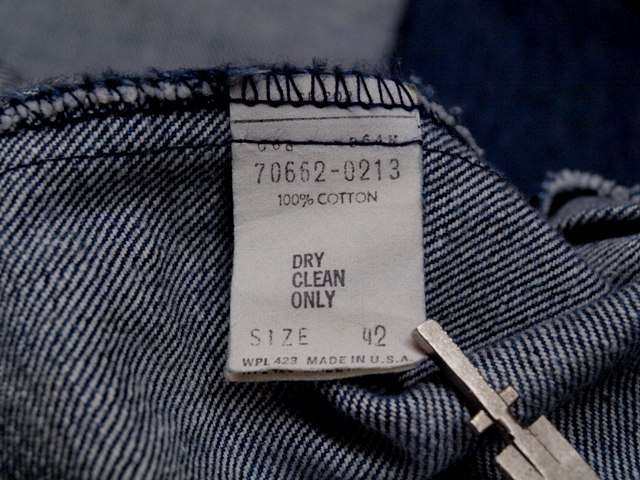 70662-0213
100% COTTON
DRY
CLEAN
ONLY
SIZE 42
WPL 423 MADE IN U.S.A.